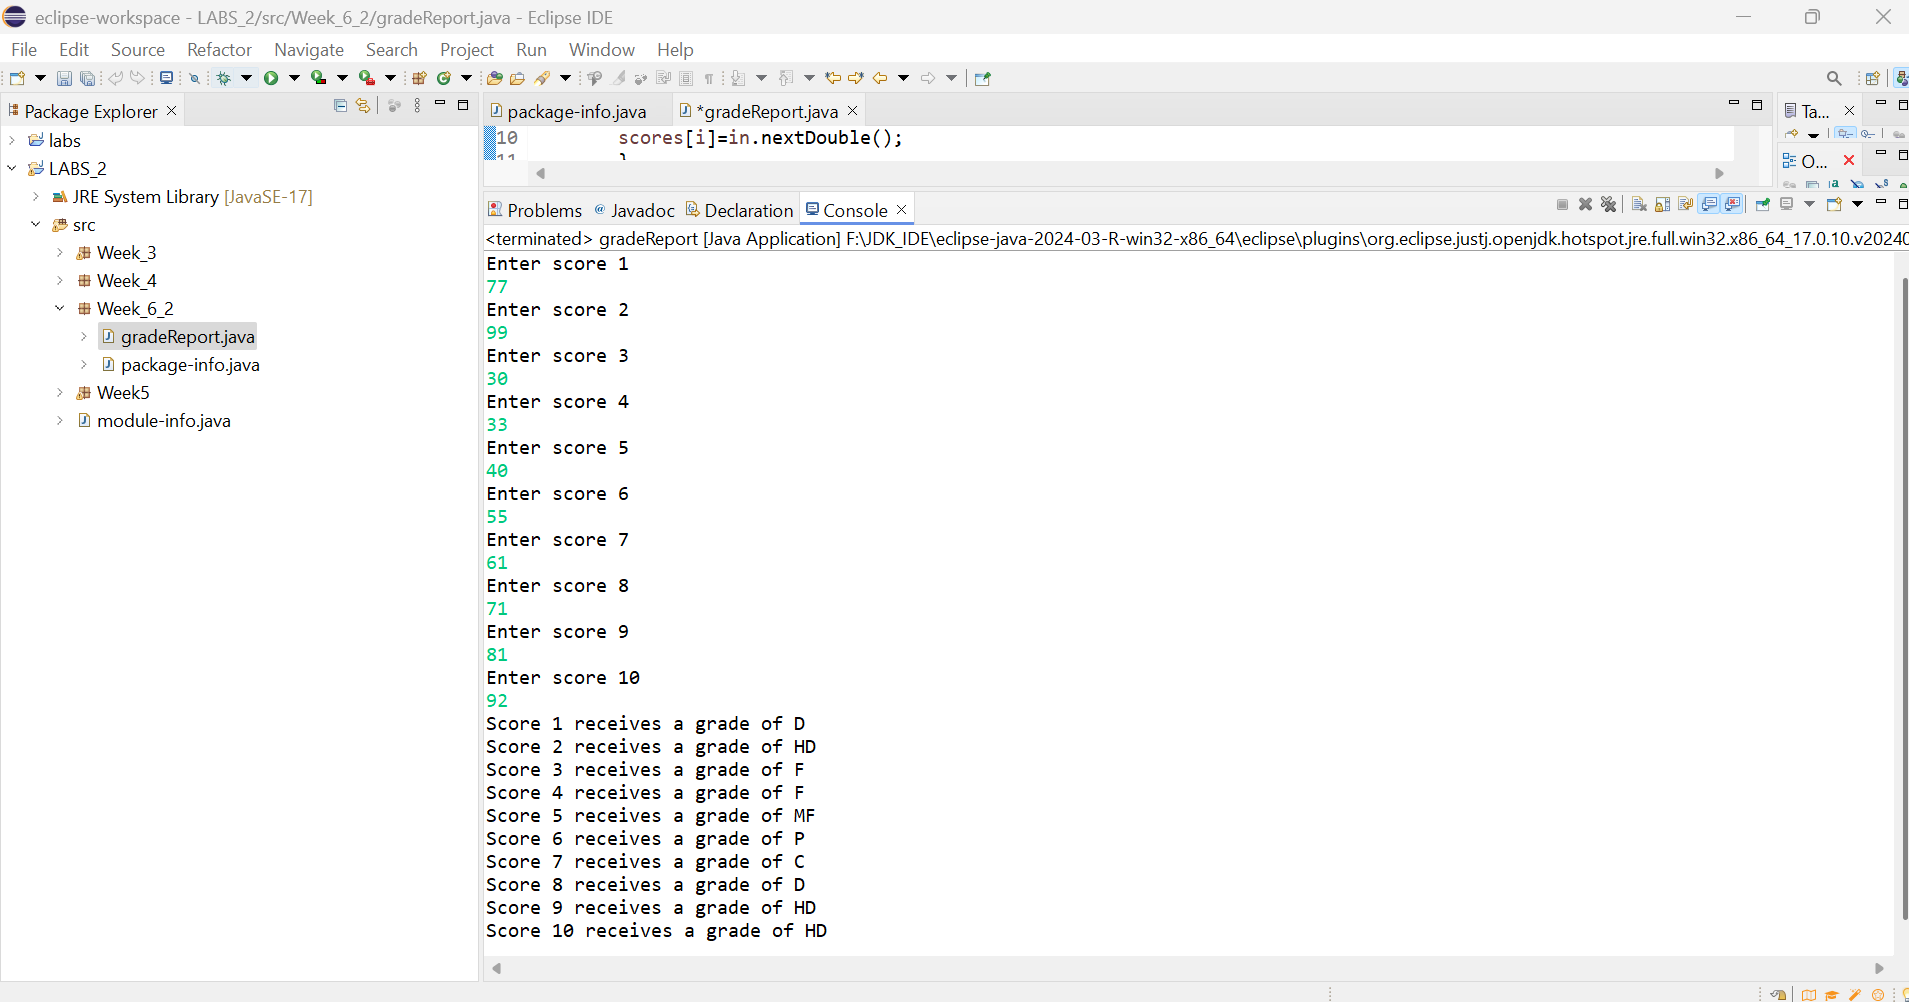 eclipse-workspace - LABS_2/src/Week_6_2/gradeReport.java - Eclipse IDE
File Edit Source Refactor Navigate Search Project Run Window Help
Package Explorer
labs
LABS_2
JRE System Library [JavaSE-17]
src
Week_3
Week_4
Week_6_2
gradeReport.java
package-info.java
Week5
module-info.java
package-info.java *gradeReport.java
10 scores[i]=in.nextDouble();
11 }
Ta...
O...
Problems @ Javadoc Declaration Console
<terminated> gradeReport [Java Application] F:\JDK_IDE\eclipse-java-2024-03-R-win32-x86_64\eclipse\plugins\org.eclipse.justj.openjdk.hotspot.jre.full.win32.x86_64_17.0.10.v20240
Enter score 1
77
Enter score 2
99
Enter score 3
30
Enter score 4
33
Enter score 5
40
Enter score 6
55
Enter score 7
61
Enter score 8
71
Enter score 9
81
Enter score 10
92
Score 1 receives a grade of D
Score 2 receives a grade of HD
Score 3 receives a grade of F
Score 4 receives a grade of F
Score 5 receives a grade of MF
Score 6 receives a grade of P
Score 7 receives a grade of C
Score 8 receives a grade of D
Score 9 receives a grade of HD
Score 10 receives a grade of HD